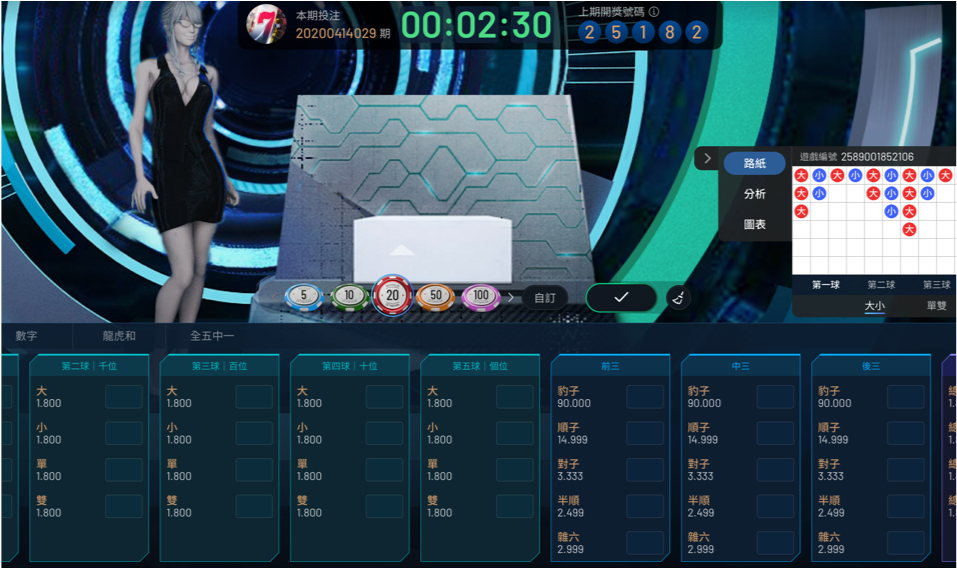 7
本期投注
20200414029 期
00:02:30
上期開獎號碼 ⓘ
2 5 1 8 2
路紙
分析
圖表
遊戲編號 2589001852106
大 小 大 小 大 小 大 小 大
大 小 大 小 大 小
大 小 大
大
第一球 第二球 第三球
大小 單雙
5 10 20 50 100 自訂
數字 龍虎和 全五中一
第二球｜千位 第三球｜百位 第四球｜十位 第五球｜個位 前三 中三 後三
大 大 大 大 豹子 豹子 豹子
1.800 1.800 1.800 1.800 90.000 90.000 90.000
小 小 小 小 順子 順子 順子
1.800 1.800 1.800 1.800 14.999 14.999 14.999
單 單 單 單 對子 對子 對子
1.800 1.800 1.800 1.800 3.333 3.333 3.333
雙 雙 雙 雙 半順 半順 半順
1.800 1.800 1.800 1.800 2.499 2.499 2.499
雜六 雜六 雜六
2.999 2.999 2.999